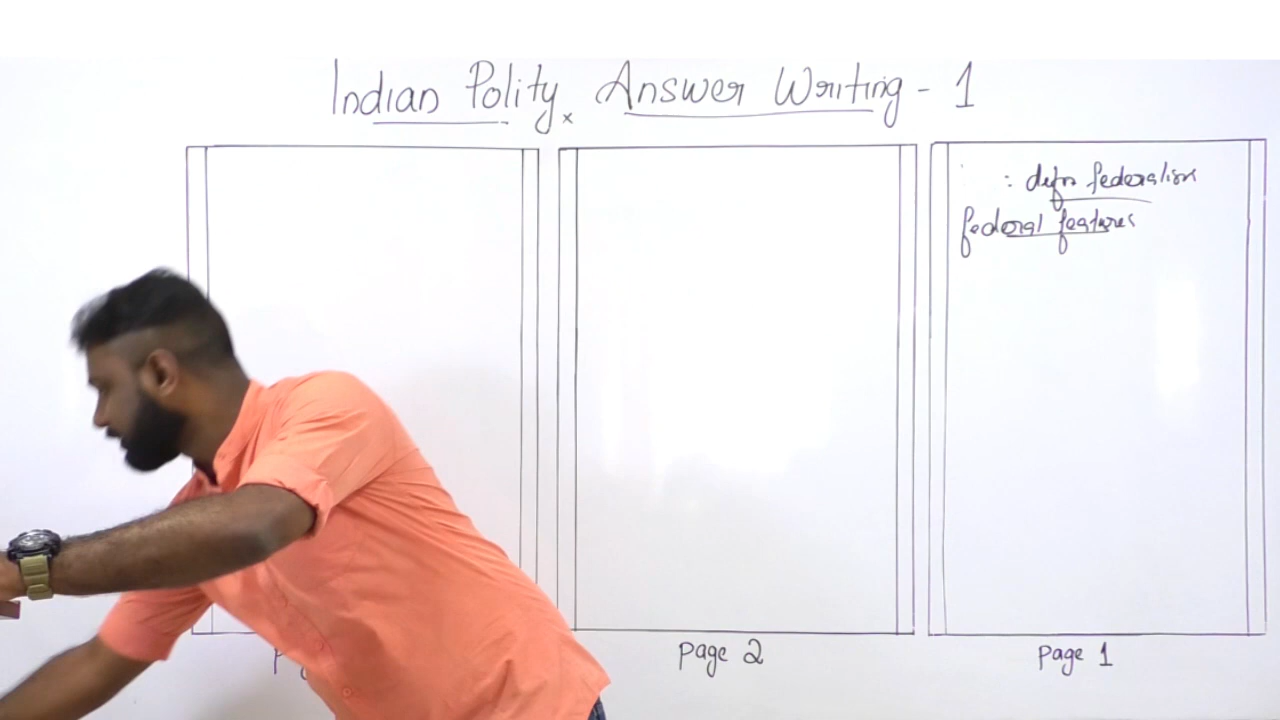 Indian Polity x Answer Writing - 1
: defn federalism
federal features
Page 2
Page 1